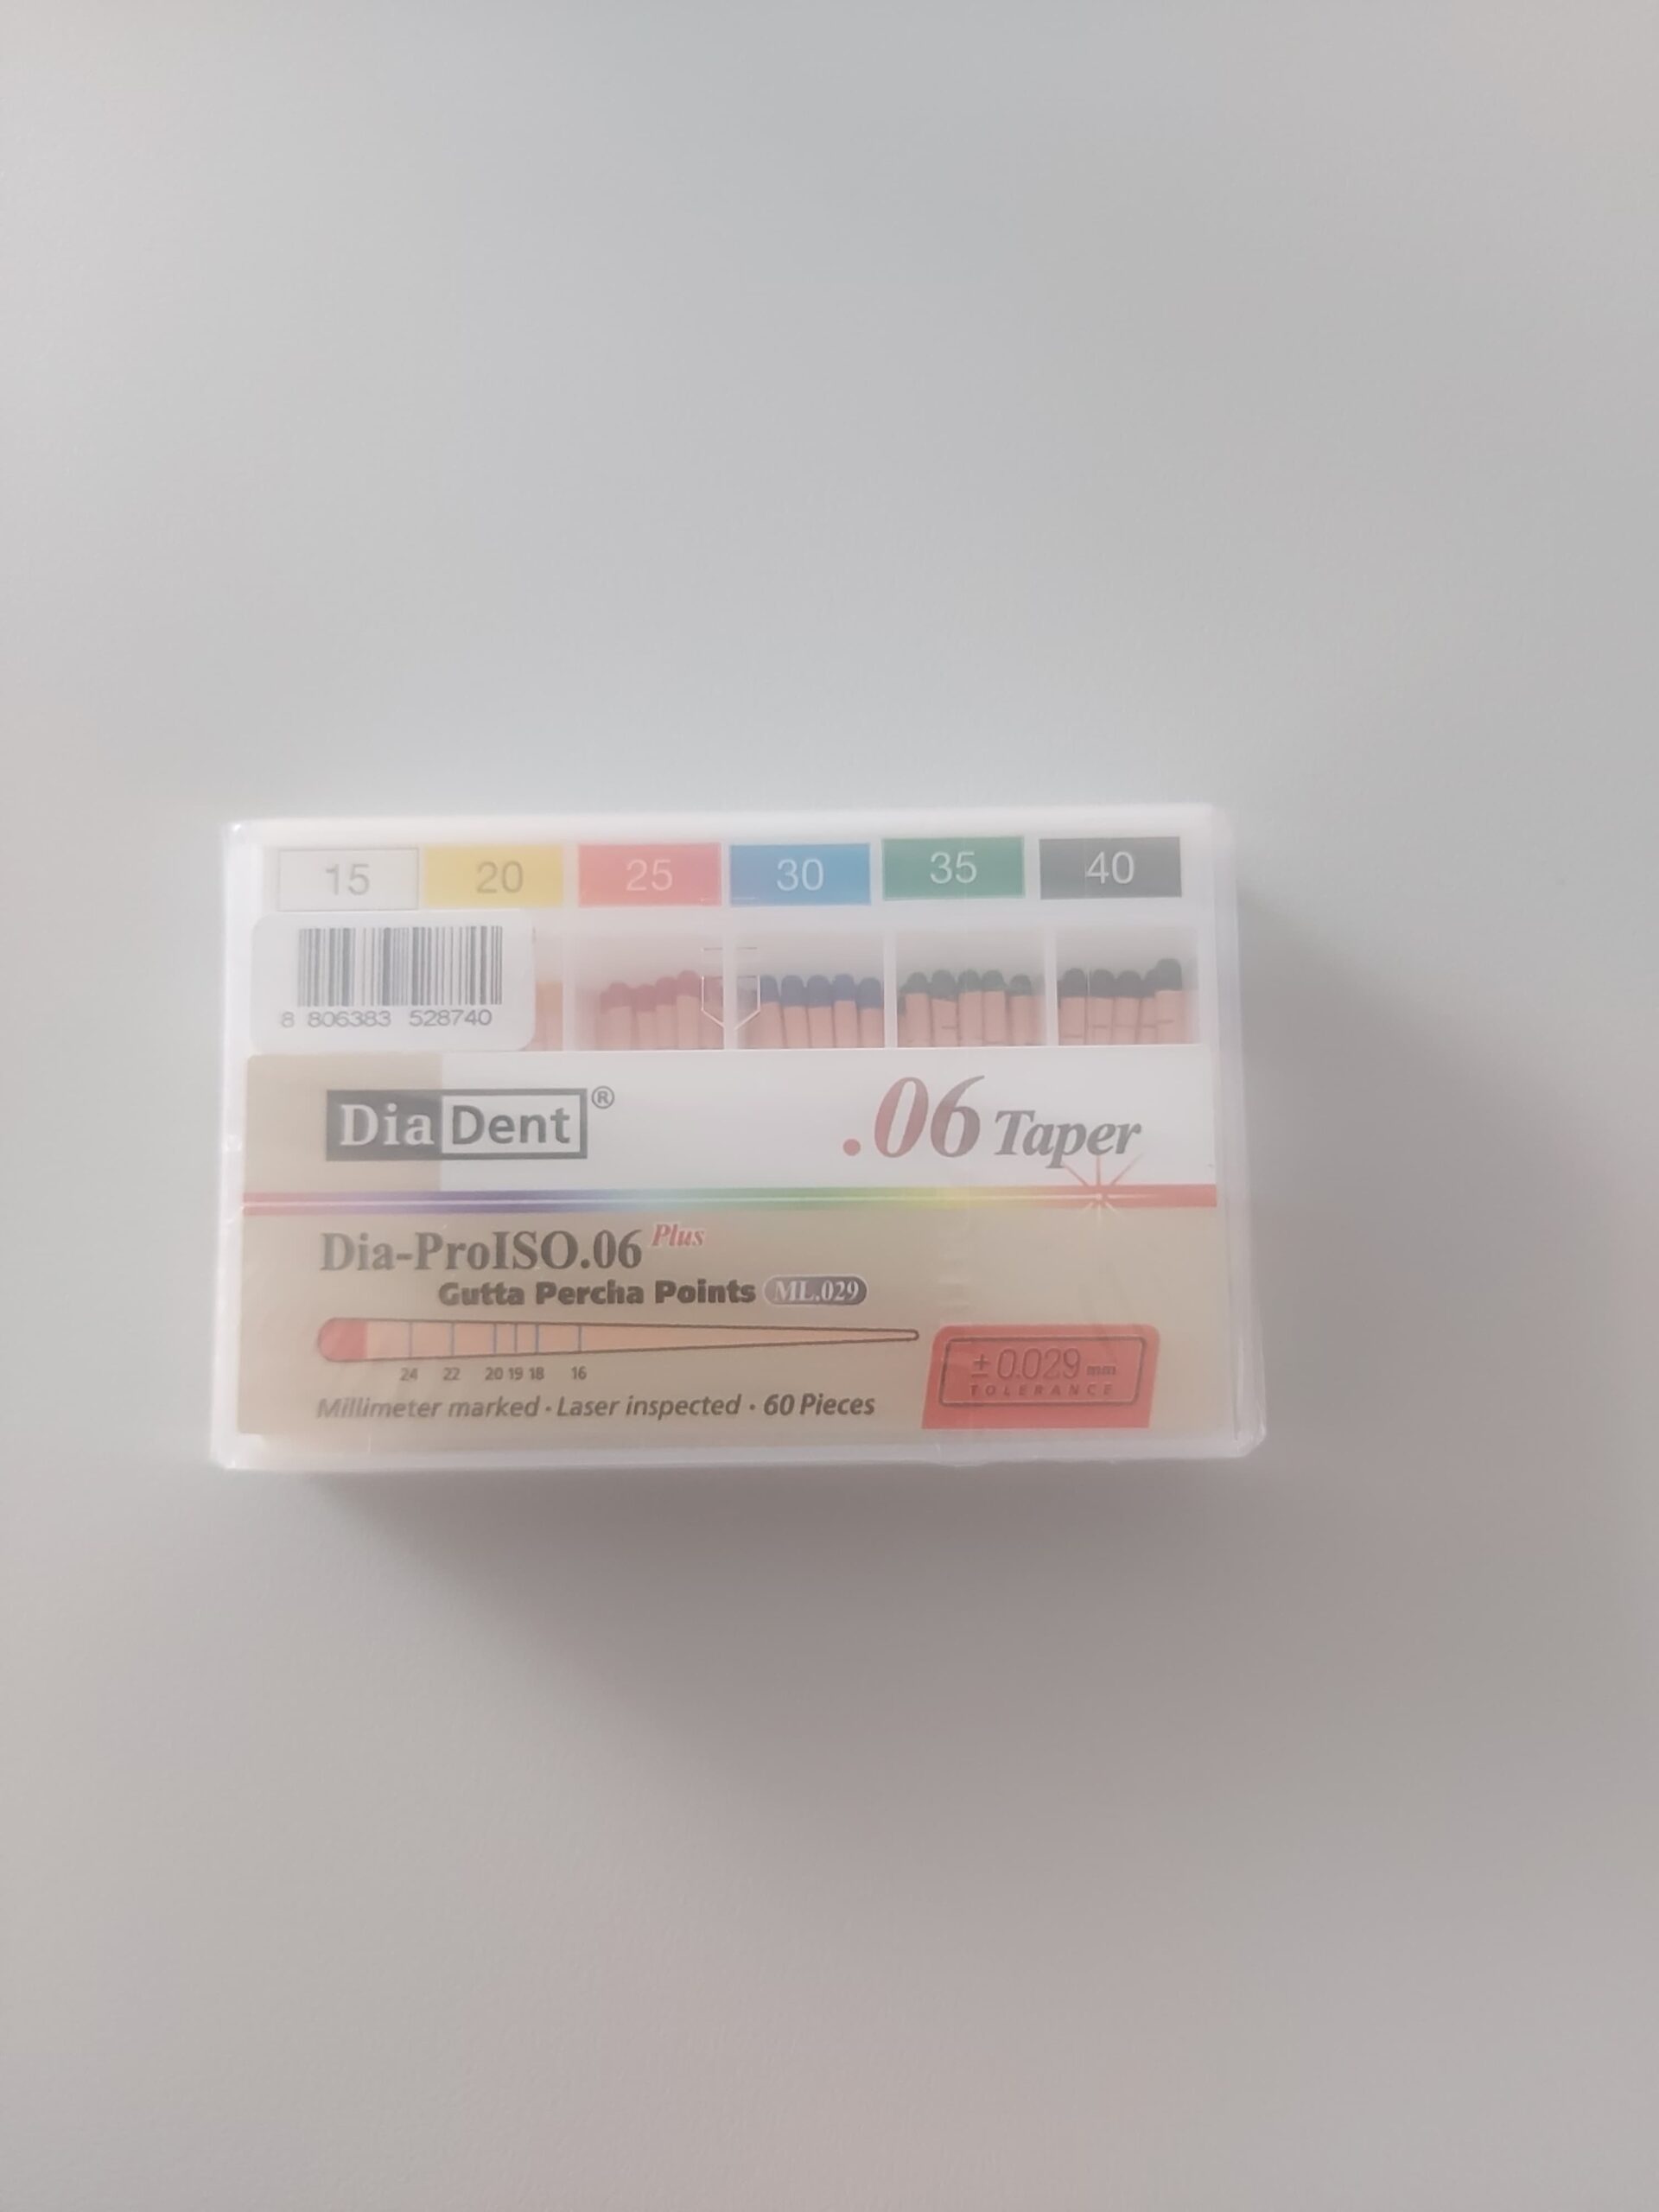 15 20 25 30 35 40
8 806383 528740
DiaDent®
.06 Taper
Dia-ProISO.06 Plus
Gutta Percha Points ML.029
24 22 20 19 18 16
± 0.029 mm
TOLERANCE
Millimeter marked · Laser inspected · 60 Pieces